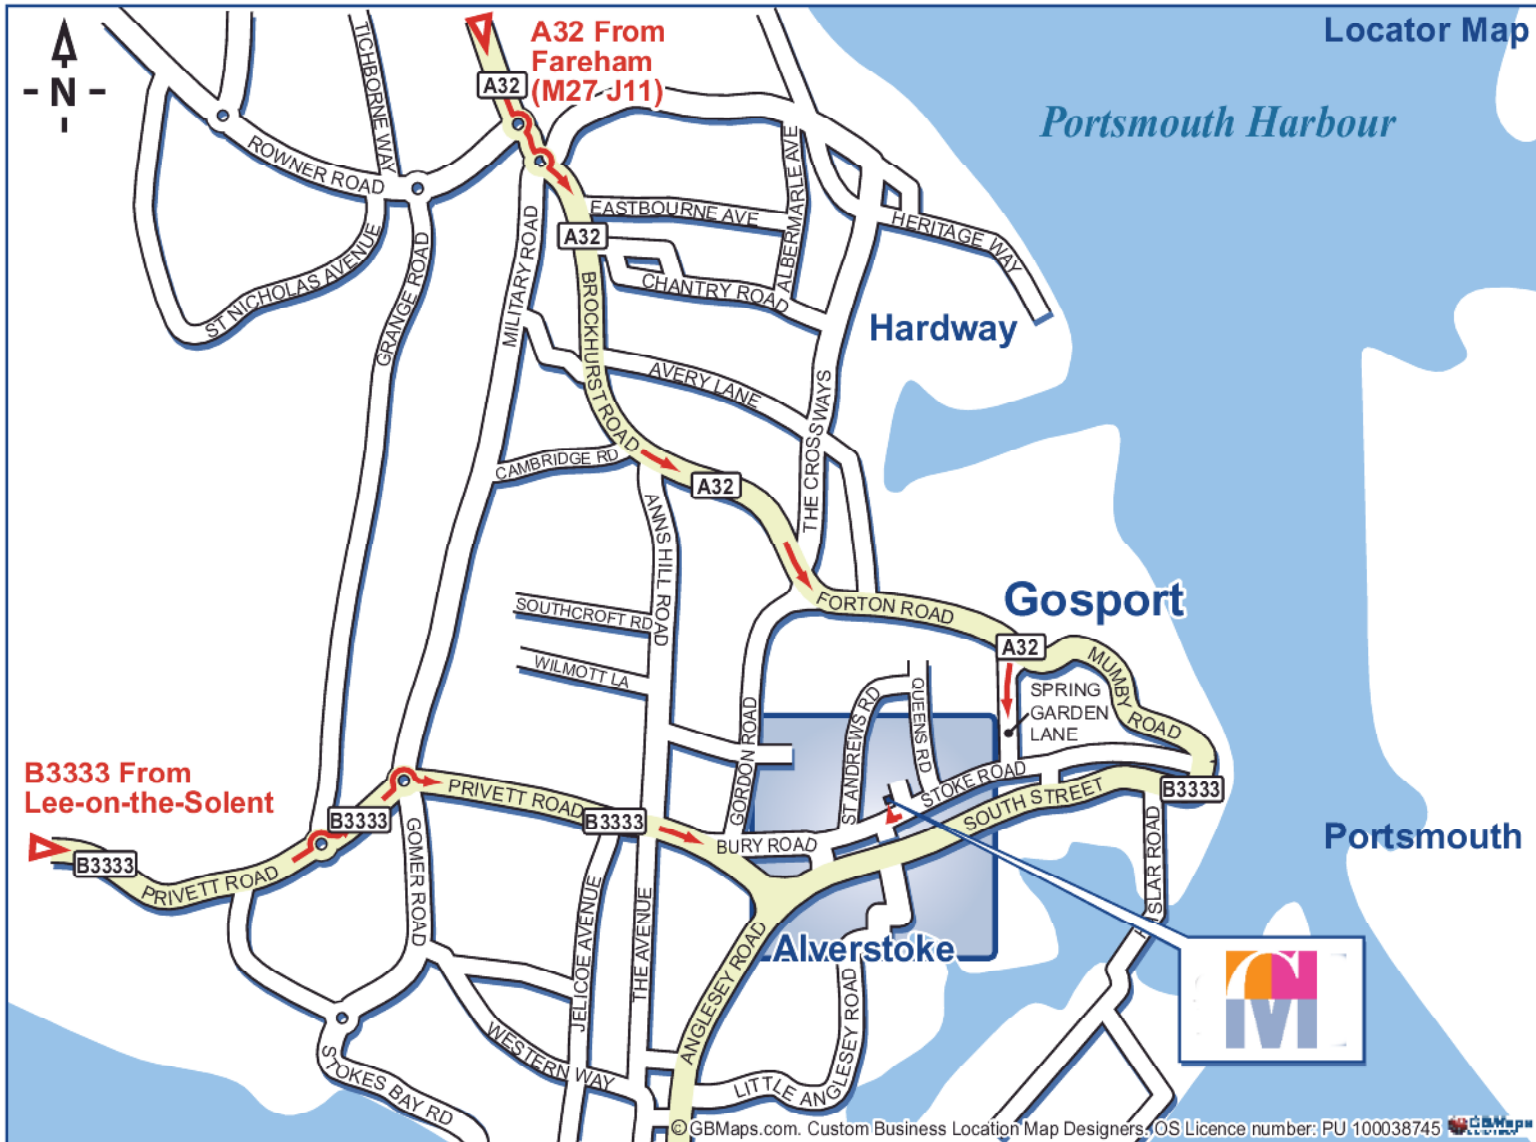 Locator Map
A32 From
Fareham
(M27 J11)
A32
- N -
Portsmouth Harbour
TICHBORNE WAY
ROWNER ROAD
ST NICHOLAS AVENUE
GRANGE ROAD
MILITARY ROAD
EASTBOURNE AVE
ALBERMARLE AVE
HERITAGE WAY
A32
CHANTRY ROAD
BROCKHURST ROAD
Hardway
AVERY LANE
THE CROSSWAYS
CAMBRIDGE RD
A32
ANNS HILL ROAD
SOUTHCROFT RD
WILMOTT LA
FORTON ROAD
Gosport
A32
MUMBY ROAD
SPRING
GARDEN
LANE
QUEENS RD
ST ANDREWS RD
GORDON ROAD
STOKE ROAD
SOUTH STREET
B3333
B3333 From
Lee-on-the-Solent
B3333
PRIVETT ROAD
B3333
PRIVETT ROAD
B3333
BURY ROAD
Portsmouth
GOMER ROAD
JELICOE AVENUE
THE AVENUE
ANGLESEY ROAD
Alverstoke
SLAR ROAD
LITTLE ANGLESEY ROAD
WESTERN WAY
STOKES BAY RD
GM
©GBMaps.com. Custom Business Location Map Designers. OS Licence number: PU 100038745
GBMaps